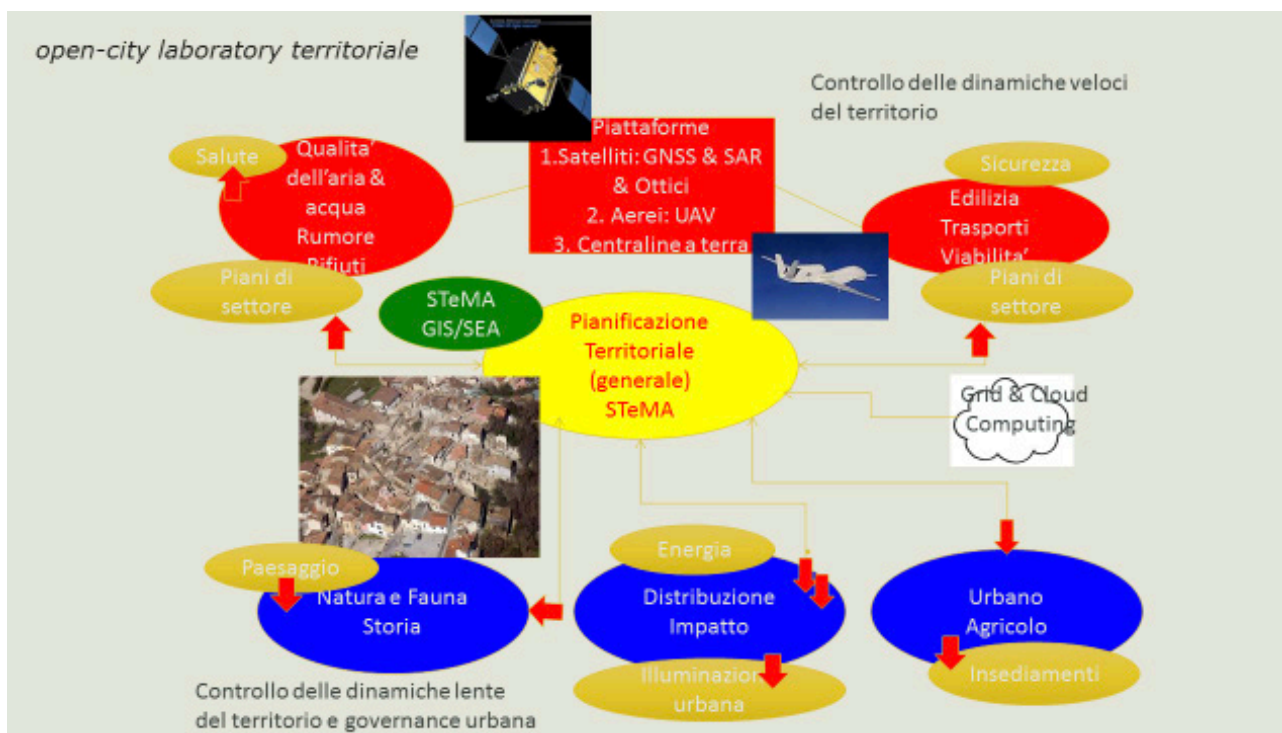 open-city laboratory territoriale
Controllo delle dinamiche veloci
del territorio
Piattaforme
1.Satelliti: GNSS & SAR
& Ottici
2. Aerei: UAV
3. Centraline a terra
Salute
Qualita'
dell'aria &
acqua
Rumore
Rifiuti
Piani di
settore
Sicurezza
Edilizia
Trasporti
Viabilita'
Piani di
settore
STeMA
GIS/SEA
Pianificazione
Territoriale
(generale)
STeMA
Grid & Cloud
Computing
Paesaggio
Natura e Fauna
Storia
Energia
Distribuzione
Impatto
Illuminazione
urbana
Urbano
Agricolo
Insediamenti
Controllo delle dinamiche lente
del territorio e governance urbana